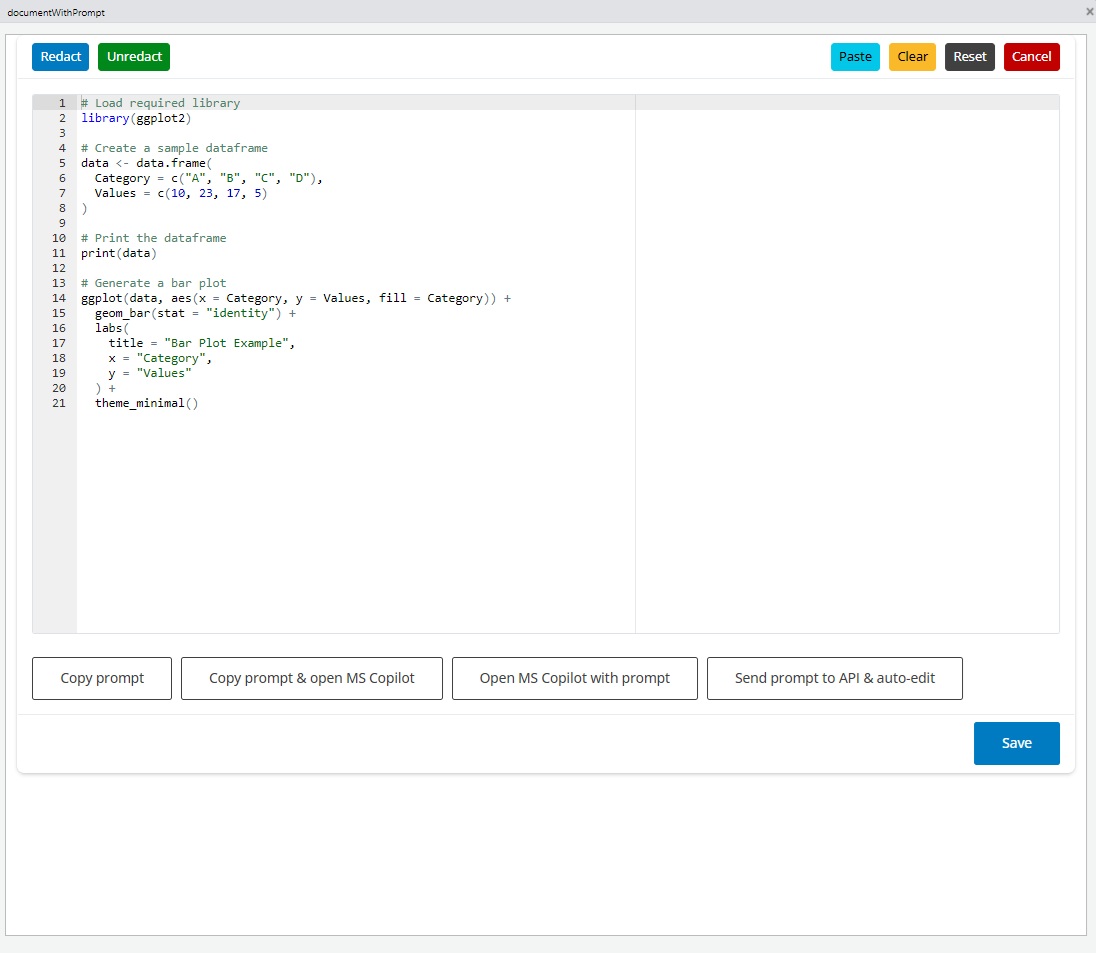 documentWithPrompt
Redact Unredact Paste Clear Reset Cancel
1 # Load required library
2 library(ggplot2)
3
4 # Create a sample dataframe
5 data <- data.frame(
6   Category = c("A", "B", "C", "D"),
7   Values = c(10, 23, 17, 5)
8 )
9
10 # Print the dataframe
11 print(data)
12
13 # Generate a bar plot
14 ggplot(data, aes(x = Category, y = Values, fill = Category)) +
15   geom_bar(stat = "identity") +
16   labs(
17     title = "Bar Plot Example",
18     x = "Category",
19     y = "Values"
20   ) +
21   theme_minimal()
Copy prompt Copy prompt & open MS Copilot Open MS Copilot with prompt Send prompt to API & auto-edit
Save